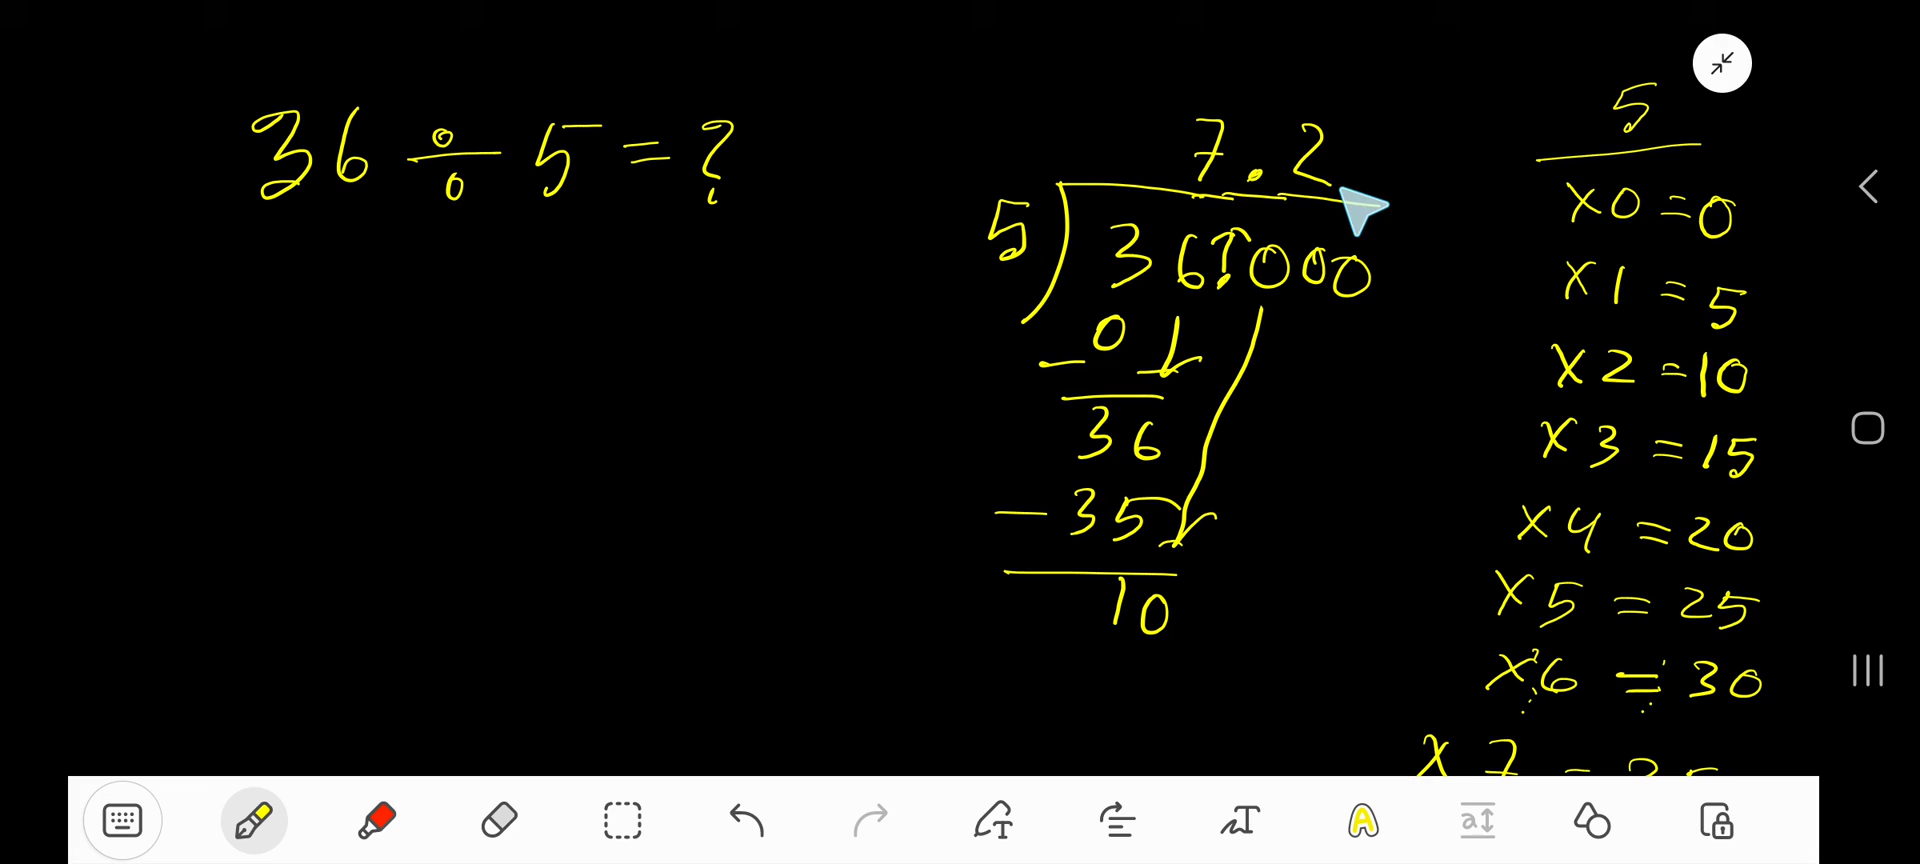 36 ÷ 5 = ?
7.2
5)36.000
- 0
36
- 35
10
5
x0 = 0
x1 = 5
x2 = 10
x3 = 15
x4 = 20
x5 = 25
x6 = 30
x7 =